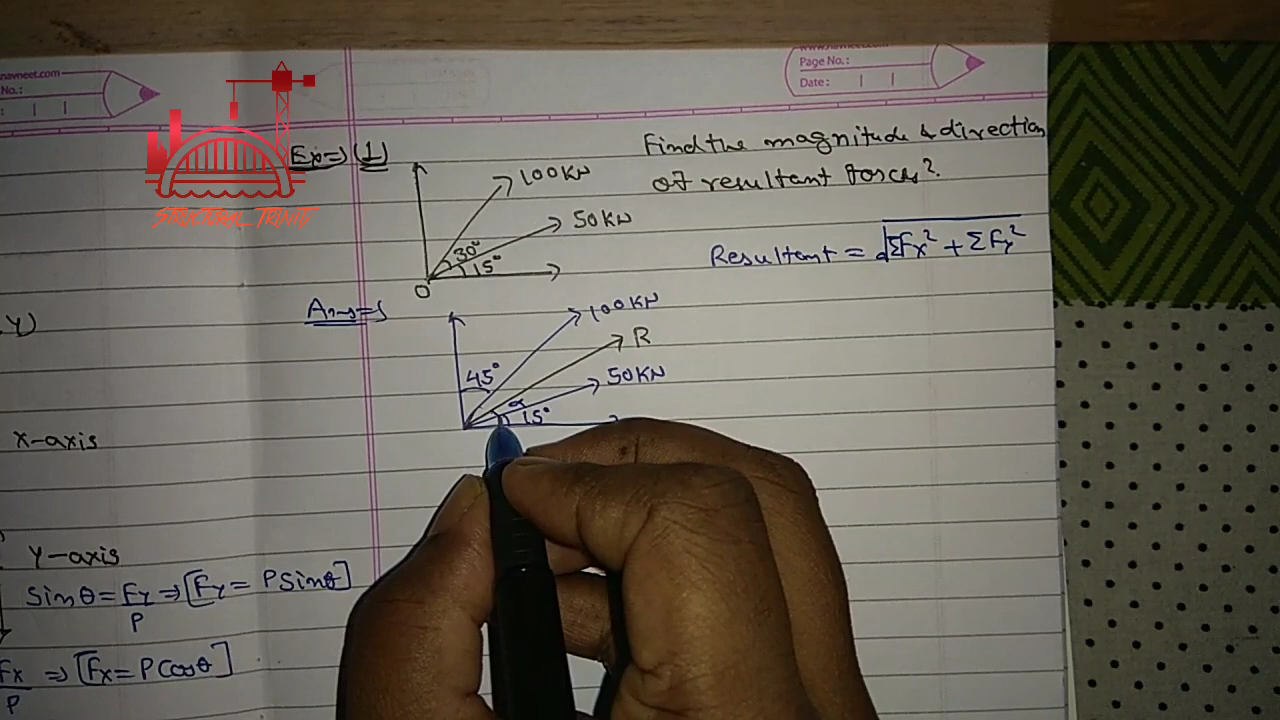 navneet.com
No.:
:
www.navneet.com
Page No.:
Date:
STRUCTURAL_TRINITY
Ex⇒ (1)
100KN
50KN
30°
15°
O
Find the magnitude & direction
of resultant forces?
Resultant = √ΣFx² + ΣFy²
Ans⇒
100KN
R
50KN
45°
α
15°
Y)
x-axis
Y-axis
Sinθ = Fy/P ⇒ [Fy = PSinθ]
Fx/P ⇒ [Fx = PCosθ]